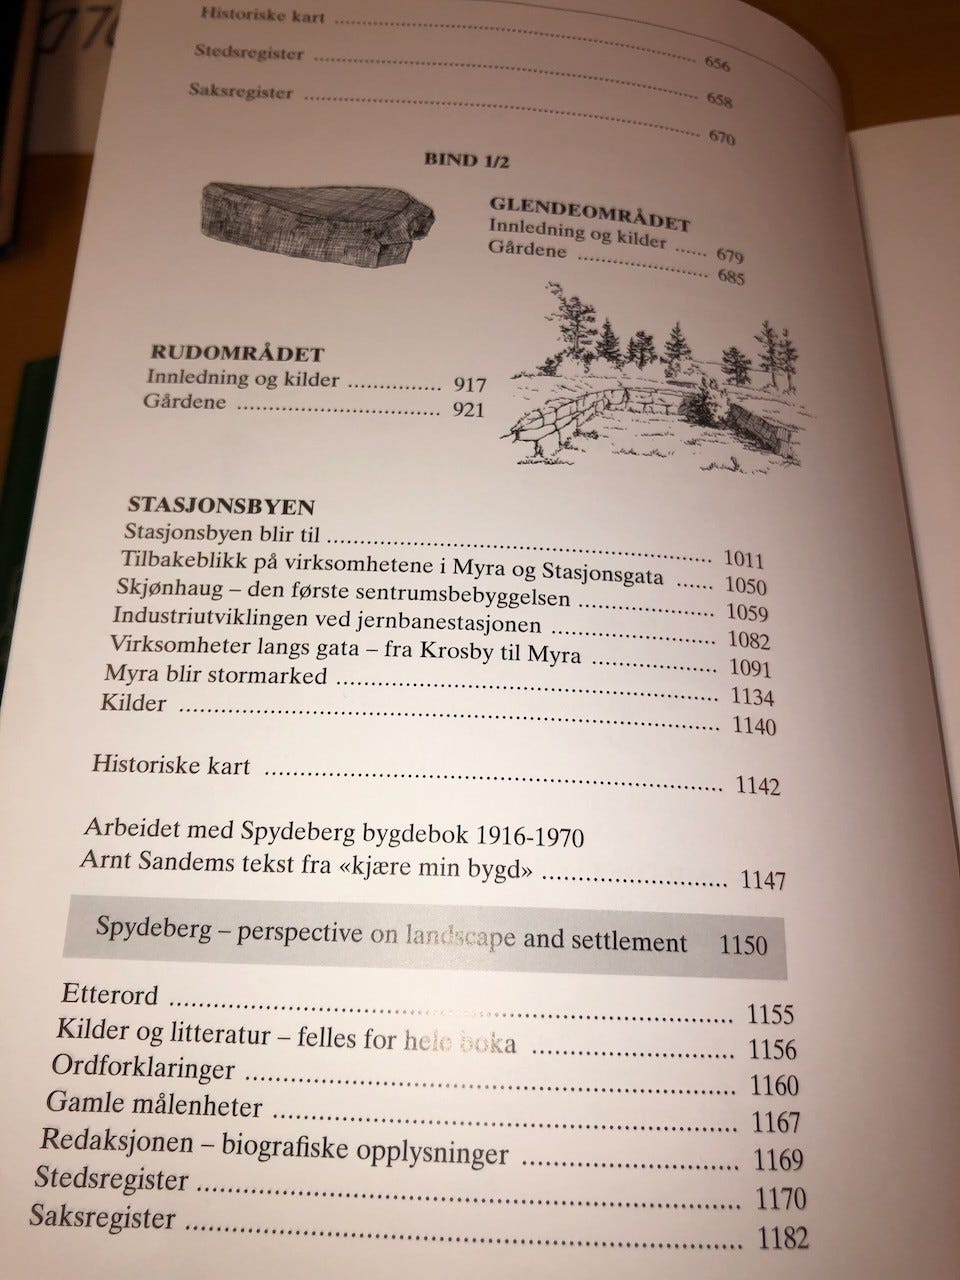 Historiske kart ........ 656
Stedsregister ........ 658
Saksregister ........ 670
BIND 1/2
GLENDEOMRÅDET
Innledning og kilder ...... 679
Gårdene ........ 685
RUDOMRÅDET
Innledning og kilder ........ 917
Gårdene ........ 921
STASJONSBYEN
Stasjonsbyen blir til ........ 1011
Tilbakeblikk på virksomhetene i Myra og Stasjonsgata ...... 1050
Skjønhaug – den første sentrumsbebyggelsen ........ 1059
Industriutviklingen ved jernbanestasjonen ........ 1082
Virksomheter langs gata – fra Krosby til Myra ........ 1091
Myra blir stormarked ........ 1134
Kilder ........ 1140
Historiske kart ........ 1142
Arbeidet med Spydeberg bygdebok 1916-1970
Arnt Sandems tekst fra «kjære min bygd» ........ 1147
Spydeberg – perspective on landscape and settlement 1150
Etterord ........ 1155
Kilder og litteratur – felles for hele boka ........ 1156
Ordforklaringer ........ 1160
Gamle målenheter ........ 1167
Redaksjonen – biografiske opplysninger ........ 1169
Stedsregister ........ 1170
Saksregister ........ 1182